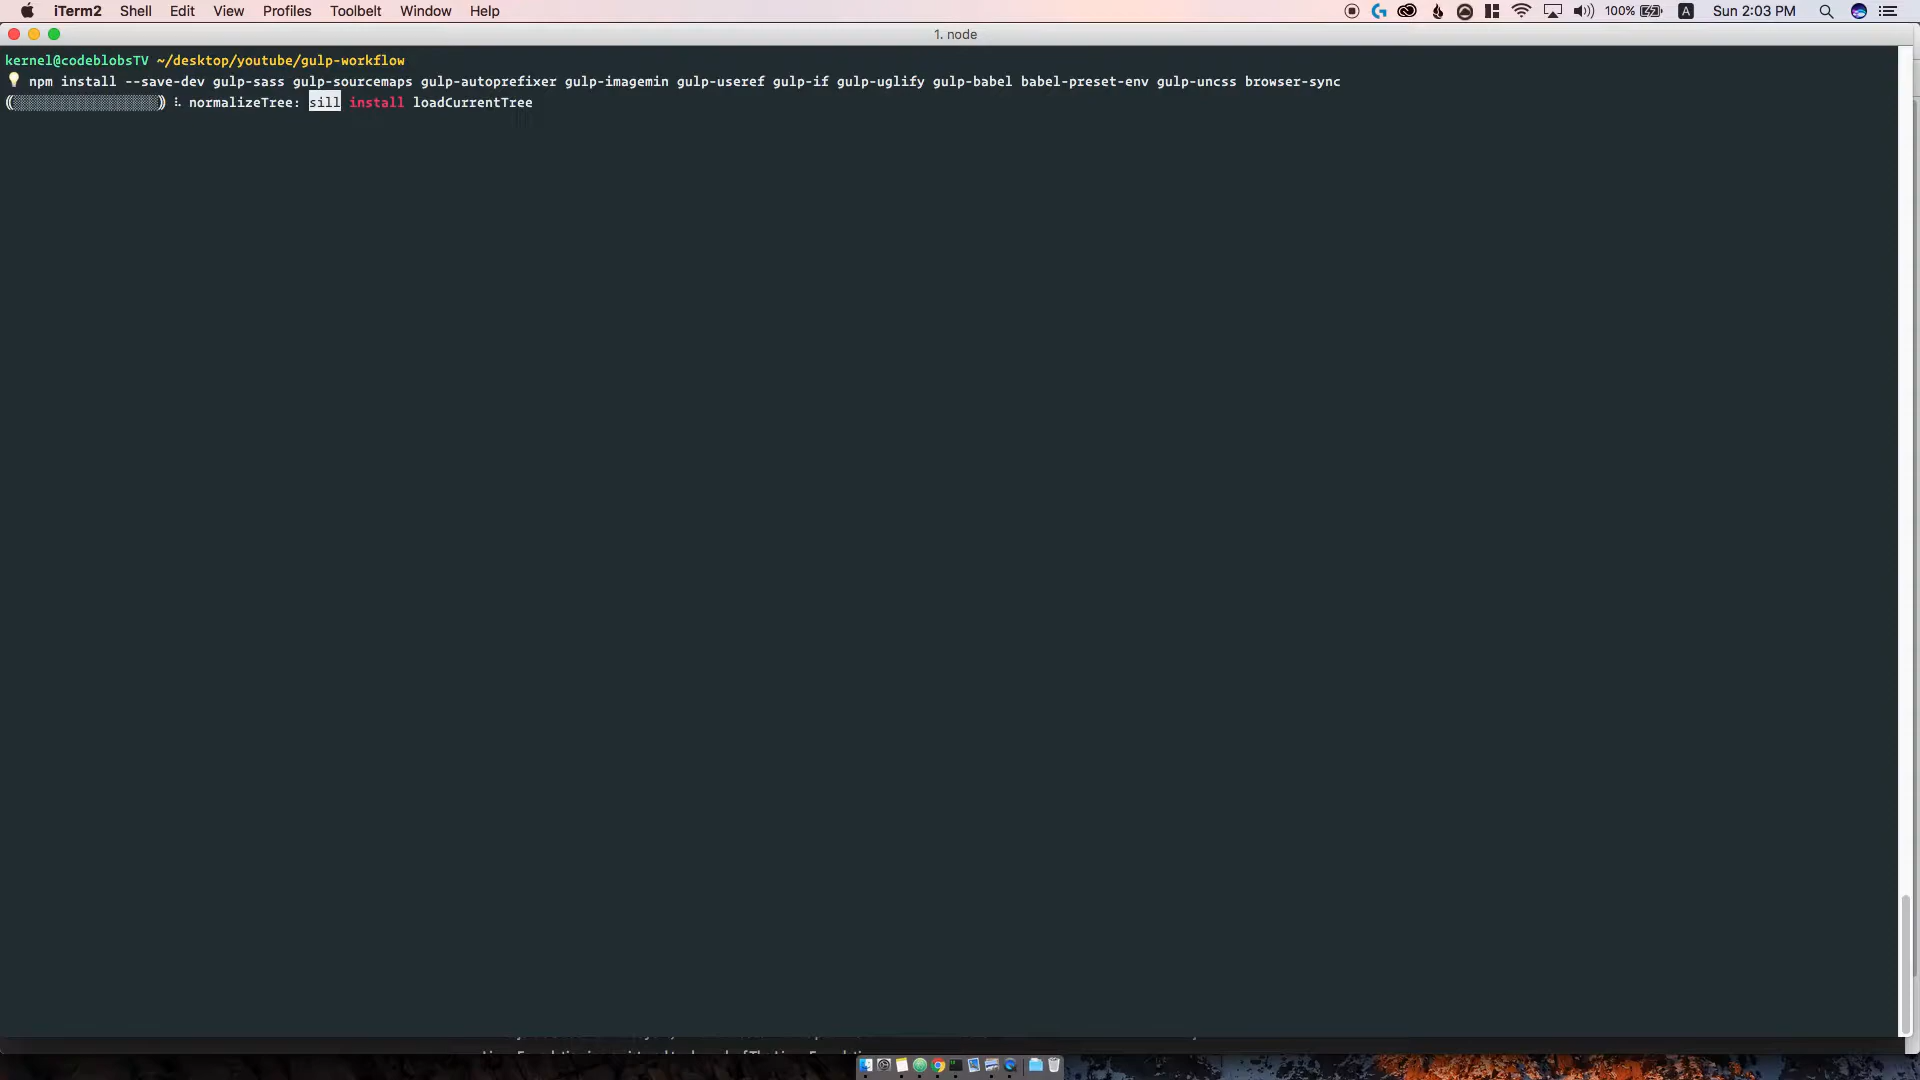 iTerm2 Shell Edit View Profiles Toolbelt Window Help 100% A Sun 2:03 PM
1. node
kernel@codeblobsTV ~/desktop/youtube/gulp-workflow
npm install --save-dev gulp-sass gulp-sourcemaps gulp-autoprefixer gulp-imagemin gulp-useref gulp-if gulp-uglify gulp-babel babel-preset-env gulp-uncss browser-sync
normalizeTree: sill install loadCurrentTree